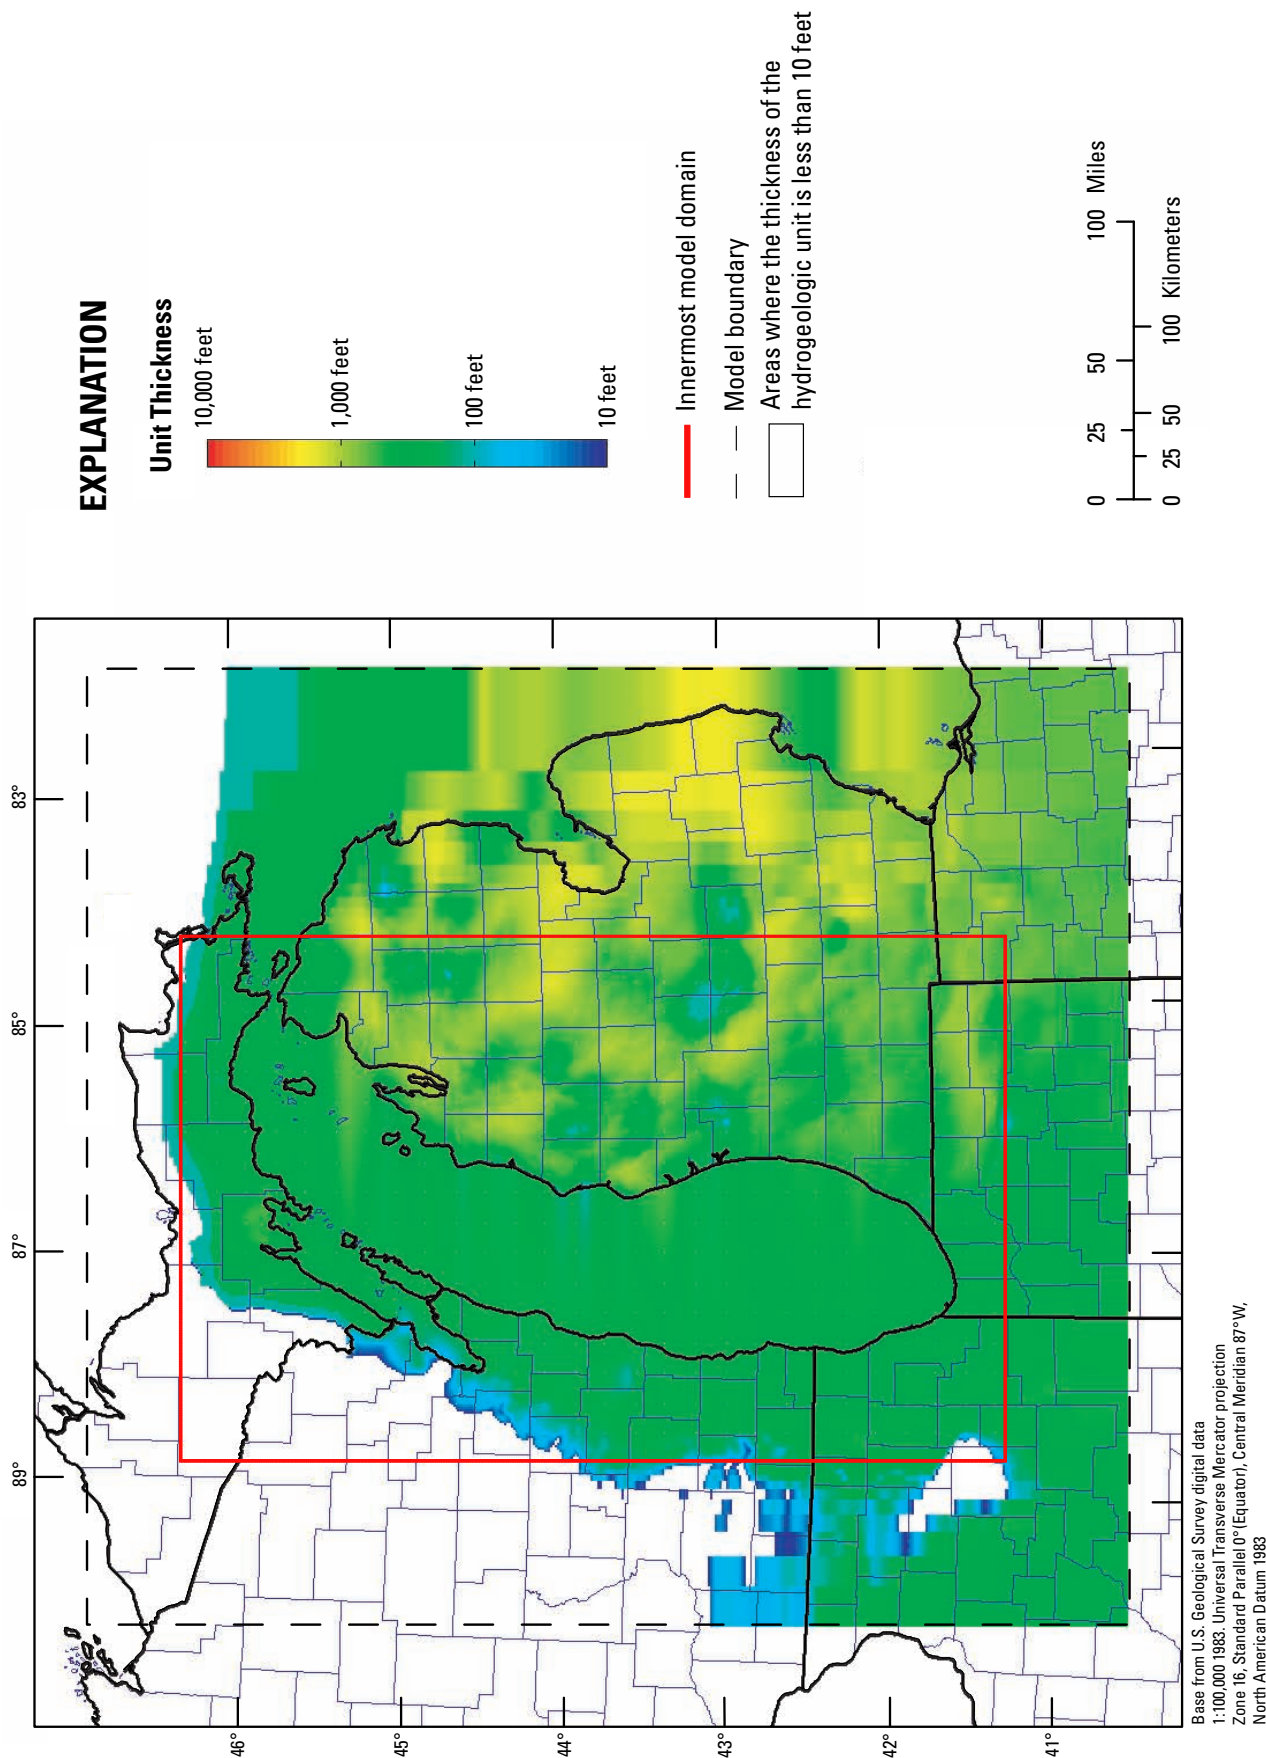 83°
85°
87°
89°
46°
45°
44°
43°
42°
41°
Base from U.S. Geological Survey digital data
1:100,000 1983. Universal Transverse Mercator projection
Zone 16, Standard Parallel 0° (Equator), Central Meridian 87° W,
North American Datum 1983
EXPLANATION
Unit Thickness
10,000 feet
1,000 feet
100 feet
10 feet
Innermost model domain
Model boundary
Areas where the thickness of the
hydrogeologic unit is less than 10 feet
0 25 50 100 Miles
0 25 50 100 Kilometers